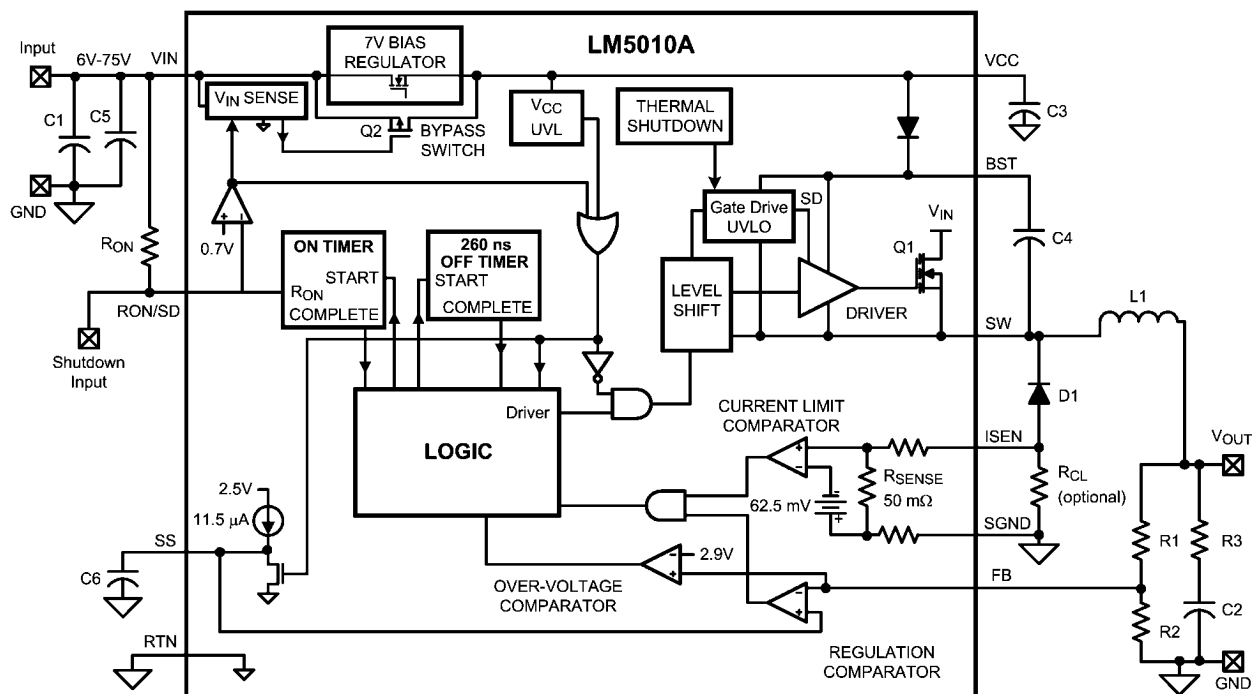 LM5010A
Input
6V-75V
VIN
7V BIAS
REGULATOR
VCC
VIN SENSE
C1
C5
Q2
BYPASS
SWITCH
VCC
UVL
THERMAL
SHUTDOWN
C3
BST
GND
RON
+
-
0.7V
ON TIMER
START
RON
COMPLETE
260 ns
OFF TIMER
START
COMPLETE
Gate Drive
UVLO
SD
VIN
Q1
C4
LEVEL
SHIFT
DRIVER
SW
L1
RON/SD
Shutdown
Input
Driver
LOGIC
CURRENT LIMIT
COMPARATOR
+
-
ISEN
D1
VOUT
RSENSE
50 mΩ
RCL
(optional)
62.5 mV
-
+
SGND
2.5V
11.5 µA
SS
C6
2.9V
-
+
OVER-VOLTAGE
COMPARATOR
FB
-
+
R1
R3
R2
C2
RTN
REGULATION
COMPARATOR
GND